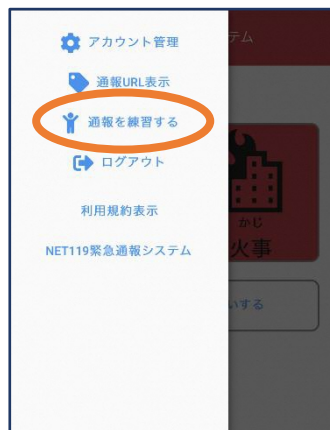 アカウント管理
テム
通報URL表示
通報を練習する
ログアウト
利用規約表示
かじ
火事
NET119緊急通報システム
いする